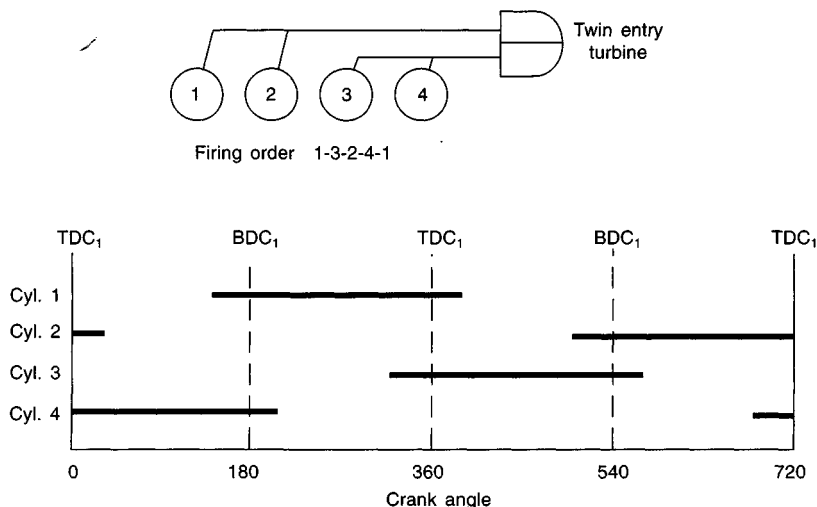 Twin entry
turbine
1 2 3 4
Firing order 1-3-2-4-1
TDC₁ BDC₁ TDC₁ BDC₁ TDC₁
Cyl. 1
Cyl. 2
Cyl. 3
Cyl. 4
0 180 360 540 720
Crank angle